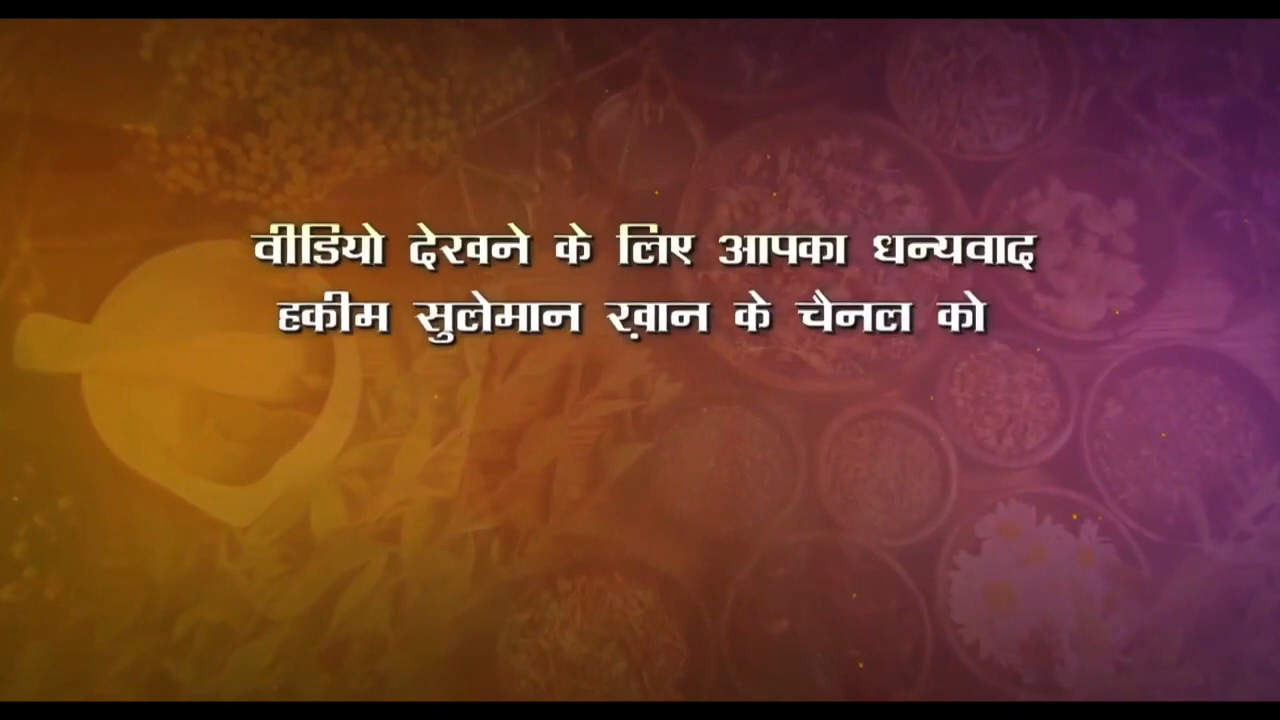 वीडियो देखने के लिए आपका धन्यवाद
हकीम सुलेमान ख़ान के चैनल को